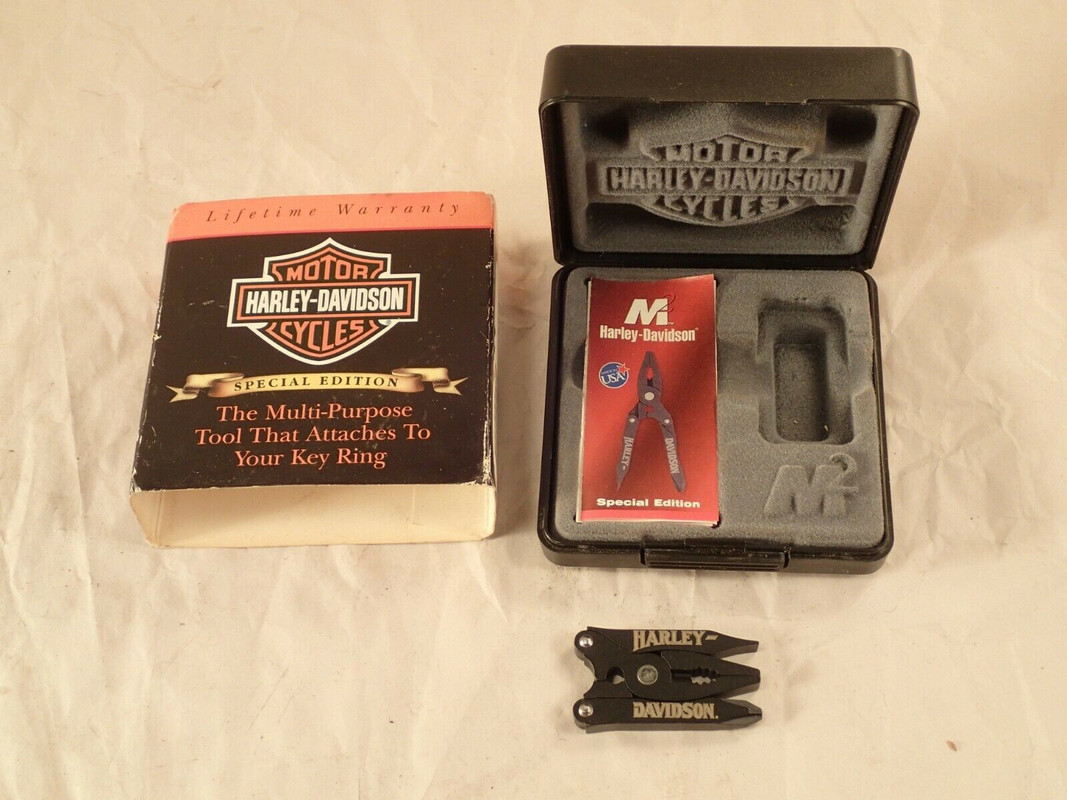 Lifetime Warranty
MOTOR
HARLEY-DAVIDSON
CYCLES
SPECIAL EDITION
The Multi-Purpose
Tool That Attaches To
Your Key Ring
MOTOR
HARLEY-DAVIDSON
CYCLES
M2
Harley-Davidson
USA
HARLEY-
DAVIDSON
Special Edition
M2
HARLEY-
DAVIDSON.